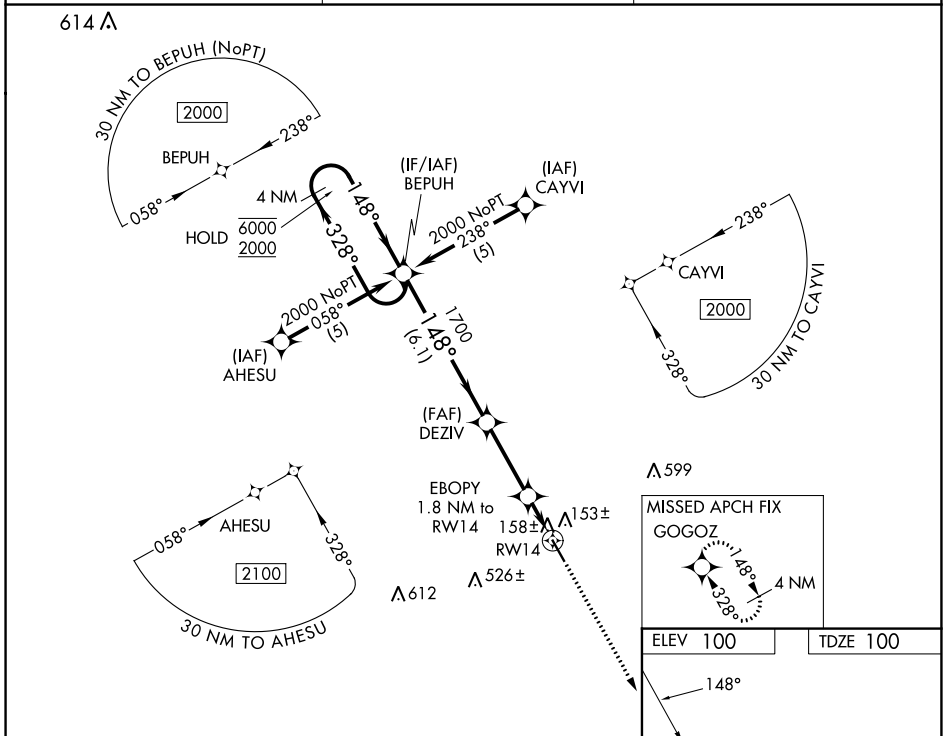 614
30 NM TO BEPUH (NoPT)
2000
238°
BEPUH
058°
4 NM
HOLD
6000
2000
148°
328°
(IF/IAF)
BEPUH
(IAF)
CAYVI
2000 NoPT
238°
(5)
2000 NoPT
058°
(5)
(IAF)
AHESU
1700
148°
(6.1)
238°
CAYVI
2000
328°
30 NM TO CAYVI
(FAF)
DEZIV
EBOPY
1.8 NM to
RW14
158±
153±
RW14
599
AHESU
058°
328°
2100
30 NM TO AHESU
612
526±
MISSED APCH FIX
GOGOZ
148°
4 NM
328°
ELEV 100
TDZE 100
148°